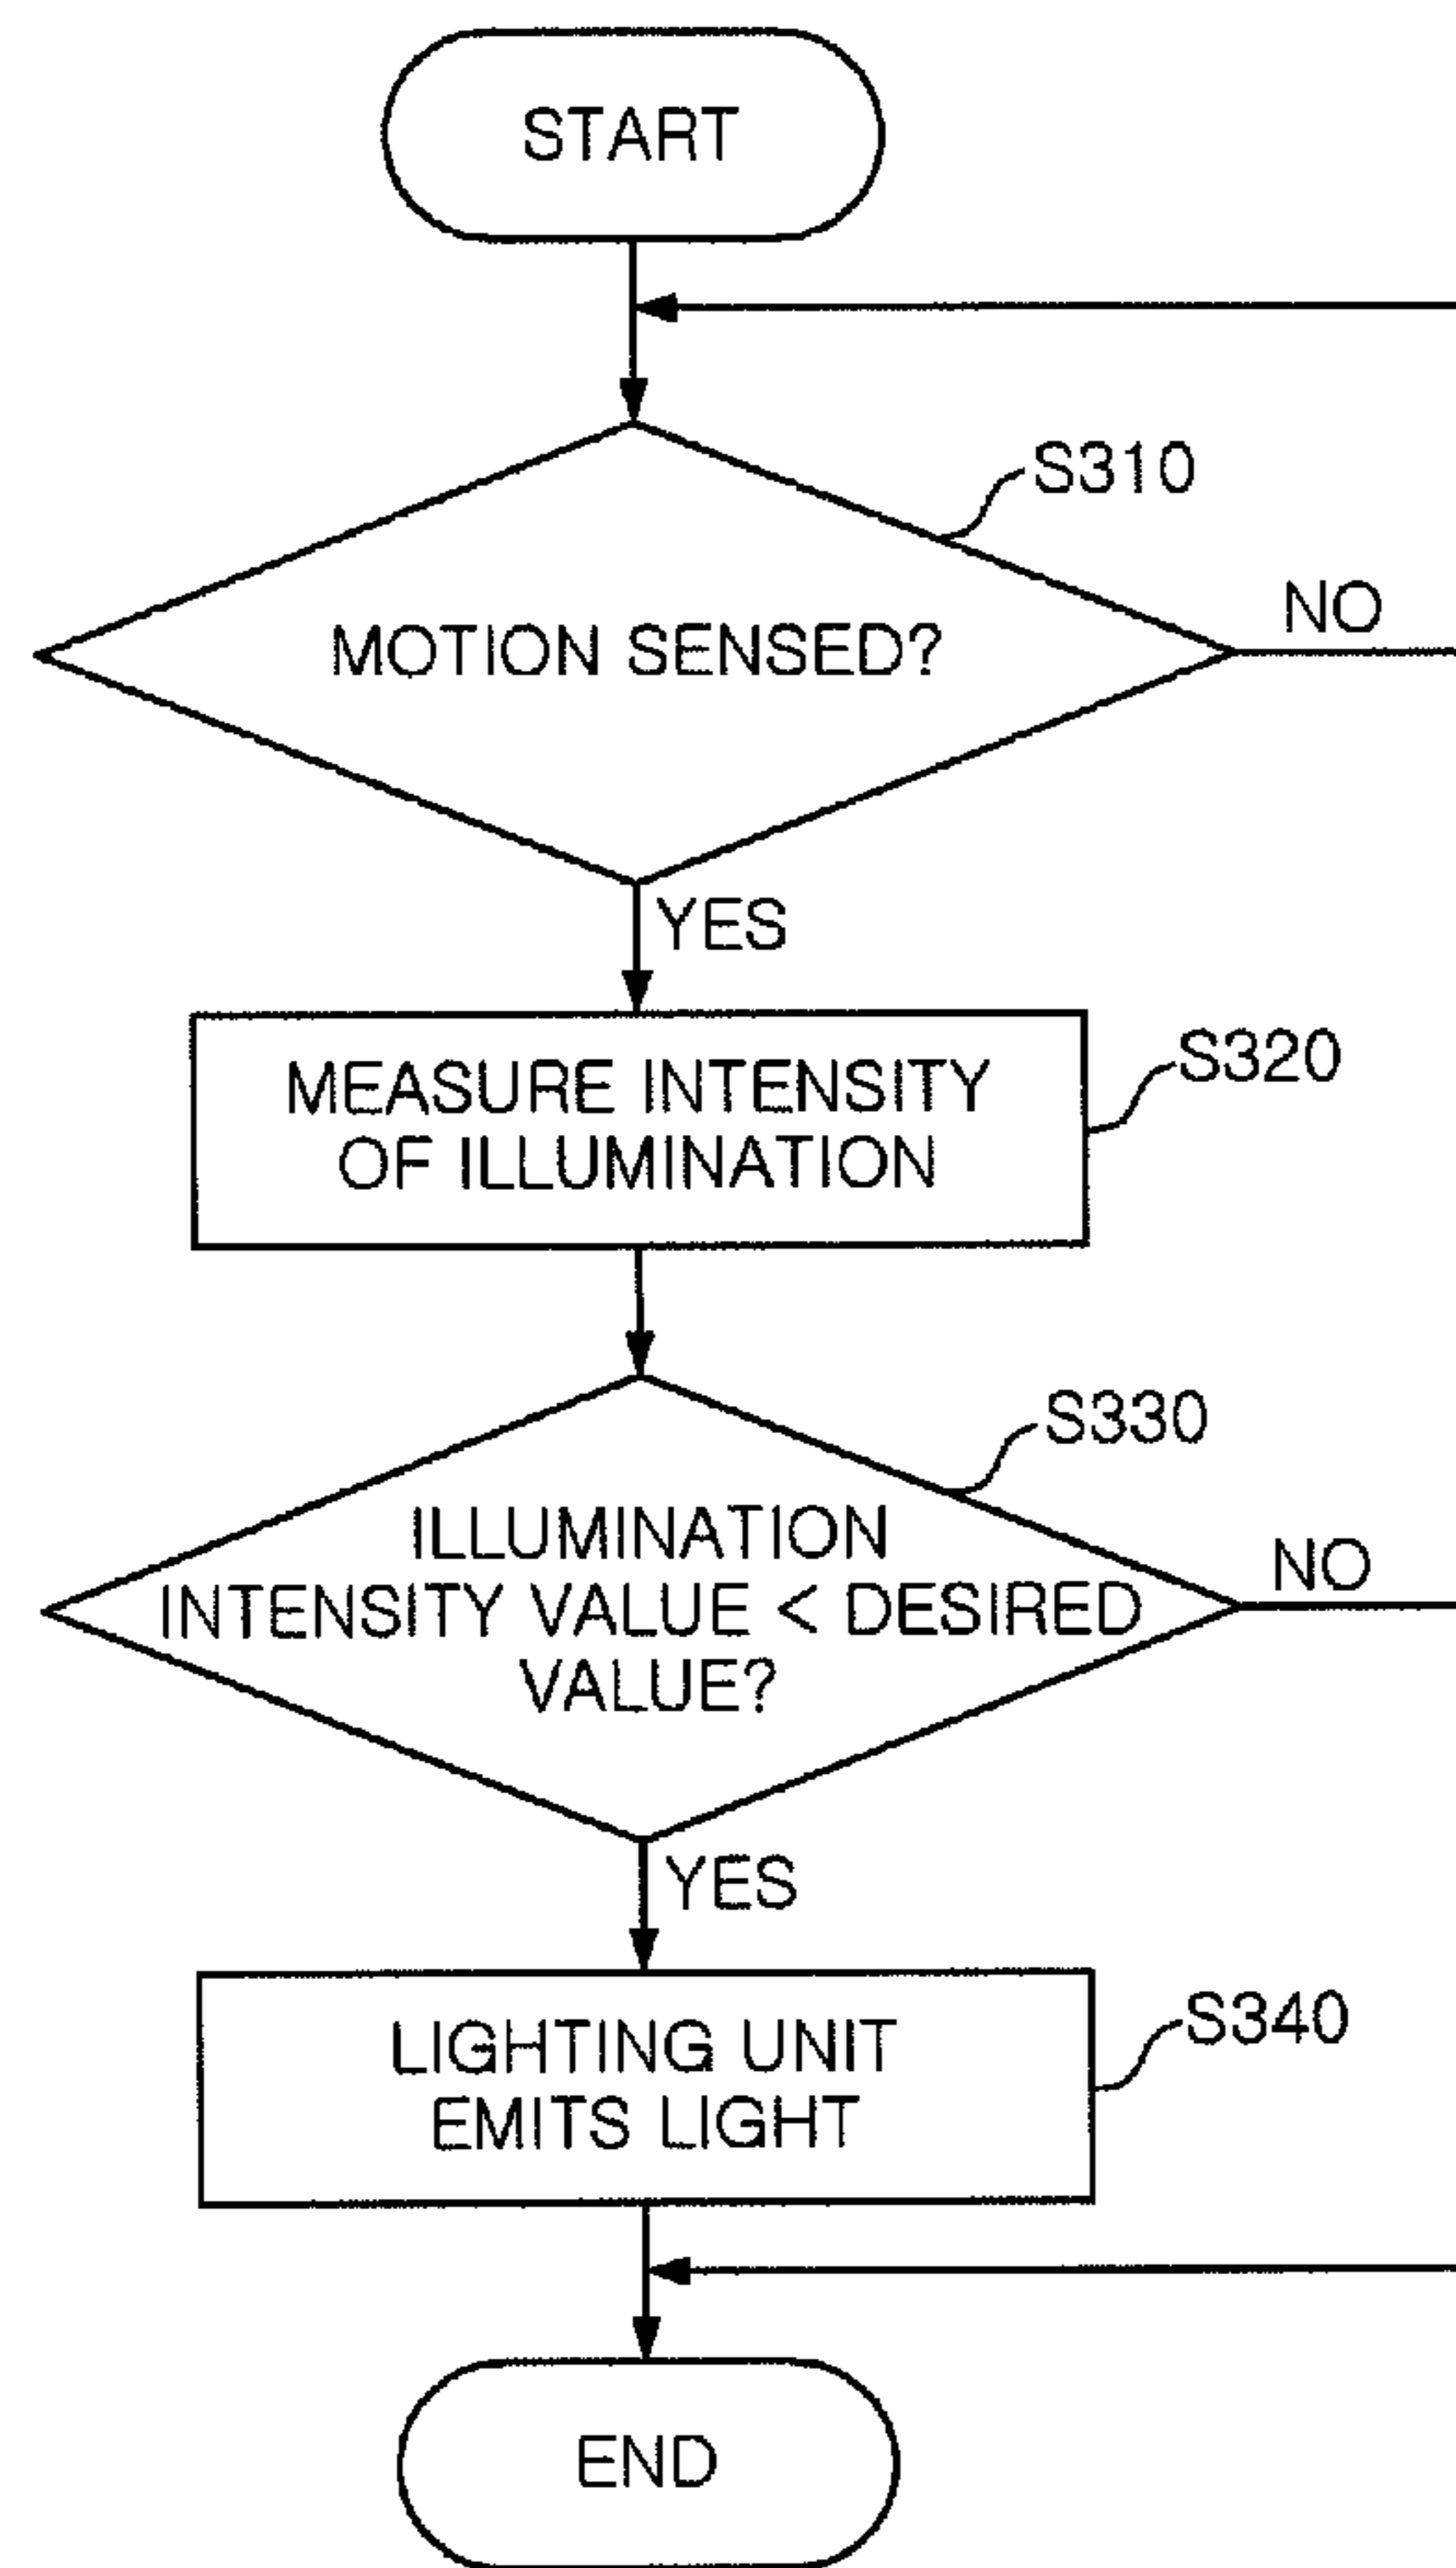 START
S310
MOTION SENSED?
NO
YES
MEASURE INTENSITY
OF ILLUMINATION
S320
S330
ILLUMINATION
INTENSITY VALUE < DESIRED
VALUE?
NO
YES
LIGHTING UNIT
EMITS LIGHT
S340
END